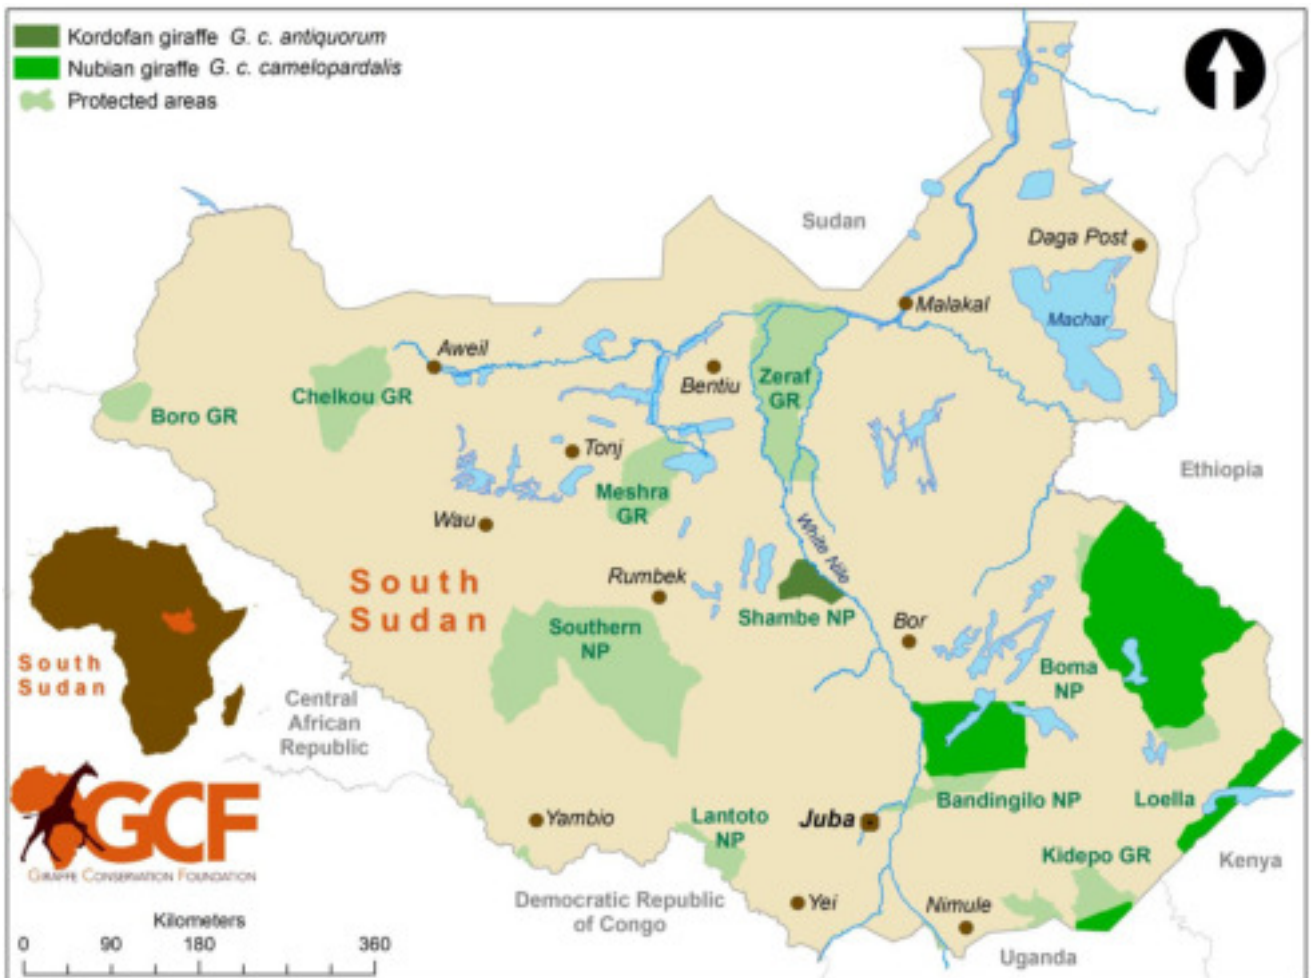 Kordofan giraffe G. c. antiquorum
Nubian giraffe G. c. camelopardalis
Protected areas
Sudan
Daga Post
Malakal
Machar
Aweil
Bentiu
Zeraf
GR
Chelkou GR
Boro GR
Tonj
Ethiopia
Meshra
GR
Wau
White Nile
South
Sudan
Rumbek
Shambe NP
Bor
Southern
NP
Boma
NP
South
Sudan
Central
African
Republic
Bandingilo NP
Loella
Yambio
Lantoto
NP
Juba
GCF
GIRAFFE CONSERVATION FOUNDATION
Kidepo GR
Kenya
Democratic Republic
of Congo
Yei
Nimule
Uganda
Kilometers
0 90 180 360